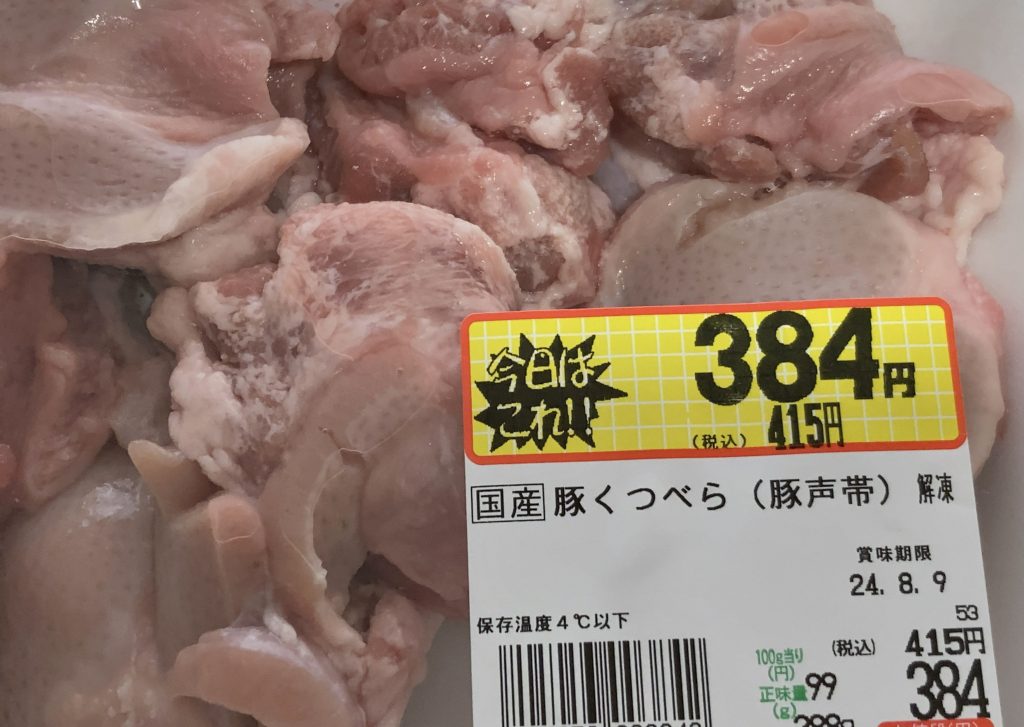 今日は
これ!!
384円
(税込) 415円
国産 豚くつべら (豚声帯) 解凍
賞味期限
24. 8. 9
保存温度4℃以下
53
(税込) 415円
100g当り
(円) 99
384
正味量
(g)